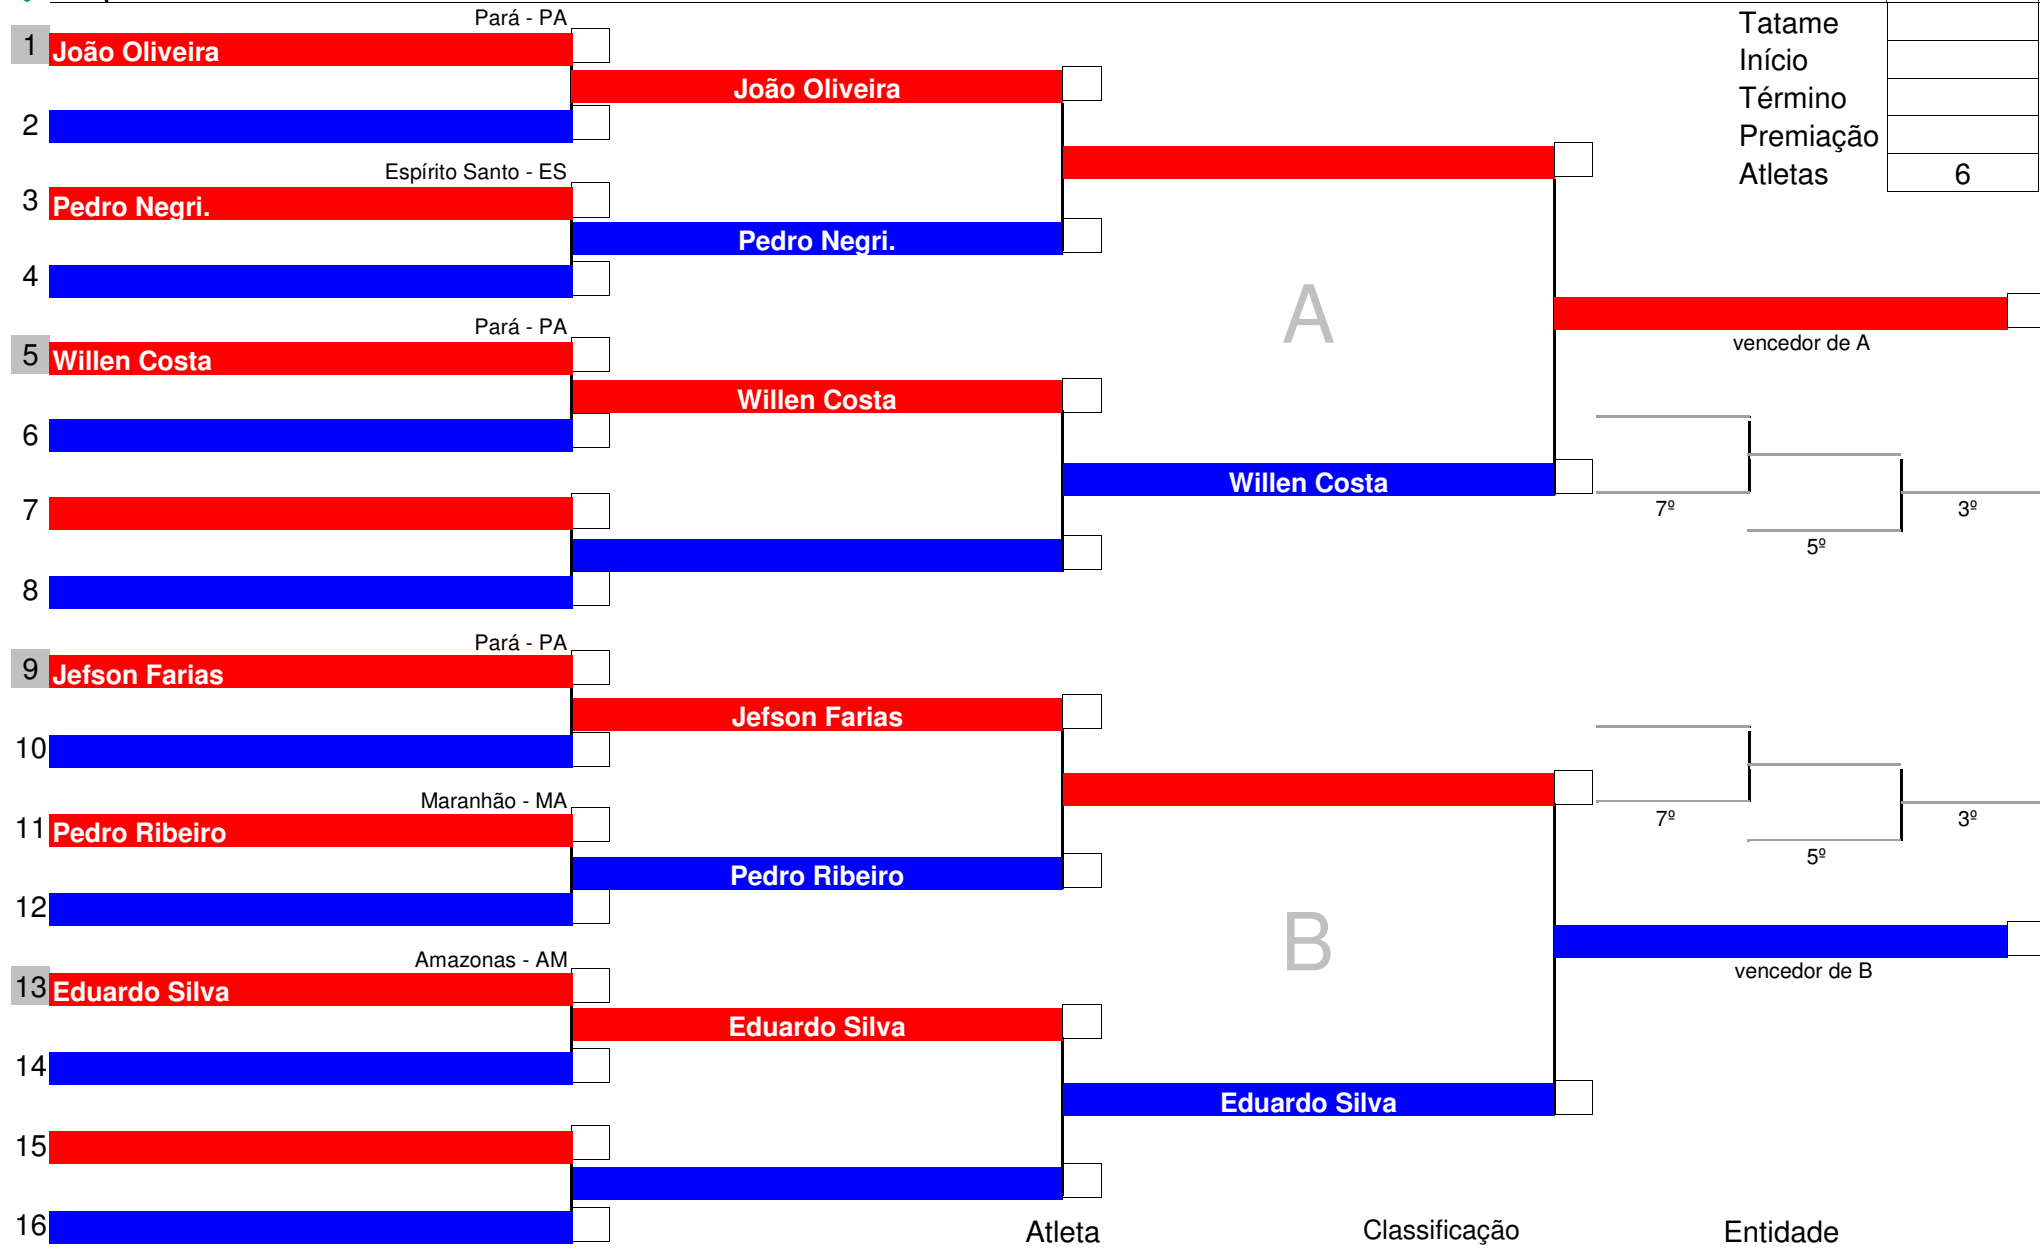 Pará - PA
Tatame
1 João Oliveira
Início
João Oliveira
Término
2
Premiação
Espírito Santo - ES
Atletas 6
3 Pedro Negri.
Pedro Negri.
4
A
Pará - PA
vencedor de A
5 Willen Costa
Willen Costa
6
Willen Costa
7
7º 3º
5º
8
Pará - PA
9 Jefson Farias
Jefson Farias
10
Maranhão - MA
7º 3º
11 Pedro Ribeiro
5º
Pedro Ribeiro
12
B
Amazonas - AM
vencedor de B
13 Eduardo Silva
Eduardo Silva
14
Eduardo Silva
15
16
Atleta Classificação Entidade